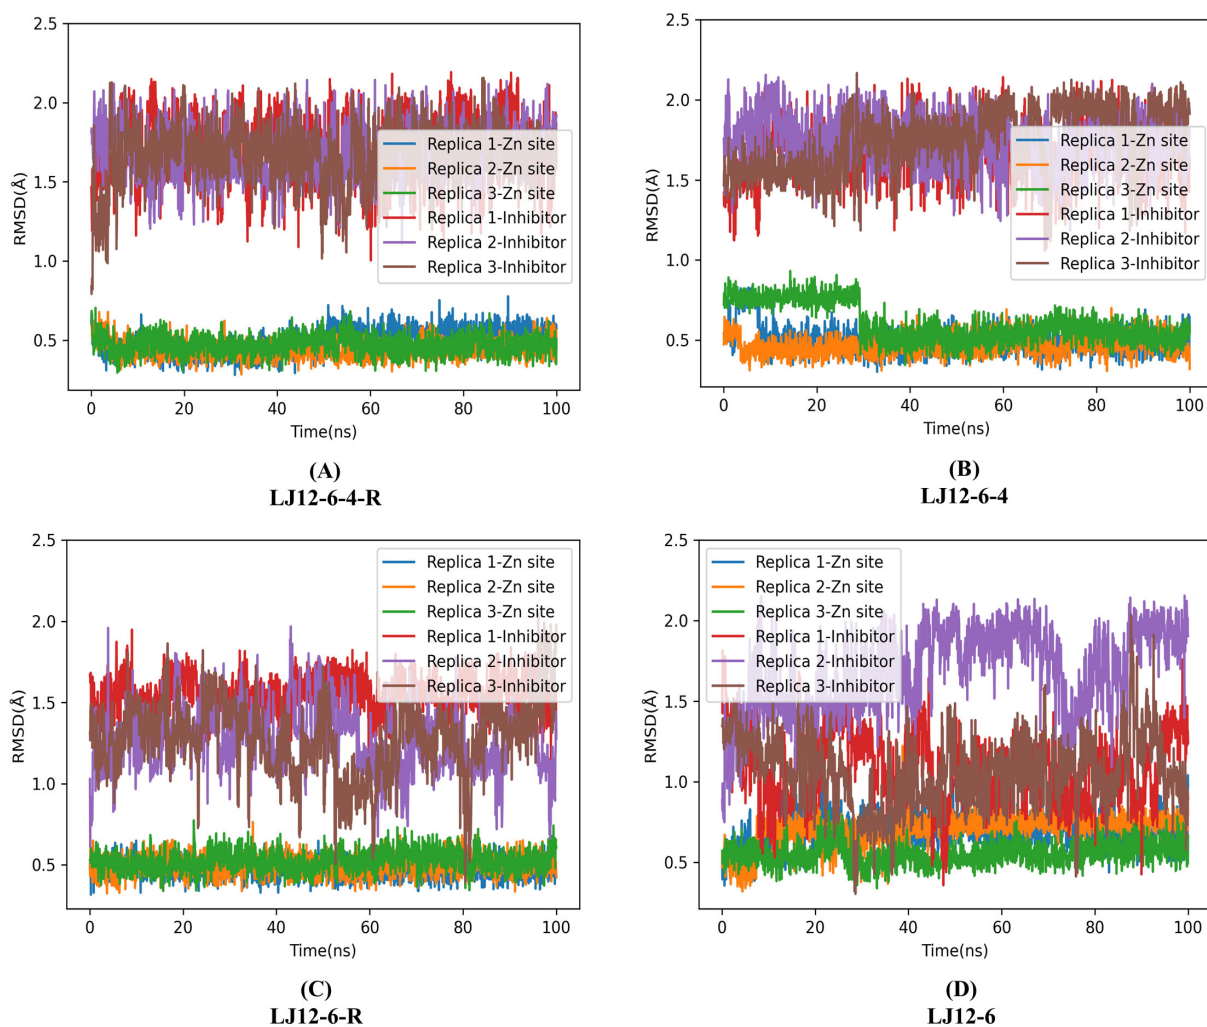 2.5
2.0
1.5
1.0
0.5
RMSD(Å)
0 20 40 60 80 100
Time(ns)
Replica 1-Zn site
Replica 2-Zn site
Replica 3-Zn site
Replica 1-Inhibitor
Replica 2-Inhibitor
Replica 3-Inhibitor
(A)
LJ12-6-4-R
2.5
2.0
1.5
1.0
0.5
RMSD(Å)
0 20 40 60 80 100
Time(ns)
Replica 1-Zn site
Replica 2-Zn site
Replica 3-Zn site
Replica 1-Inhibitor
Replica 2-Inhibitor
Replica 3-Inhibitor
(B)
LJ12-6-4
2.5
2.0
1.5
1.0
0.5
RMSD(Å)
0 20 40 60 80 100
Time(ns)
Replica 1-Zn site
Replica 2-Zn site
Replica 3-Zn site
Replica 1-Inhibitor
Replica 2-Inhibitor
Replica 3-Inhibitor
(C)
LJ12-6-R
2.5
2.0
1.5
1.0
0.5
RMSD(Å)
0 20 40 60 80 100
Time(ns)
Replica 1-Zn site
Replica 2-Zn site
Replica 3-Zn site
Replica 1-Inhibitor
Replica 2-Inhibitor
Replica 3-Inhibitor
(D)
LJ12-6